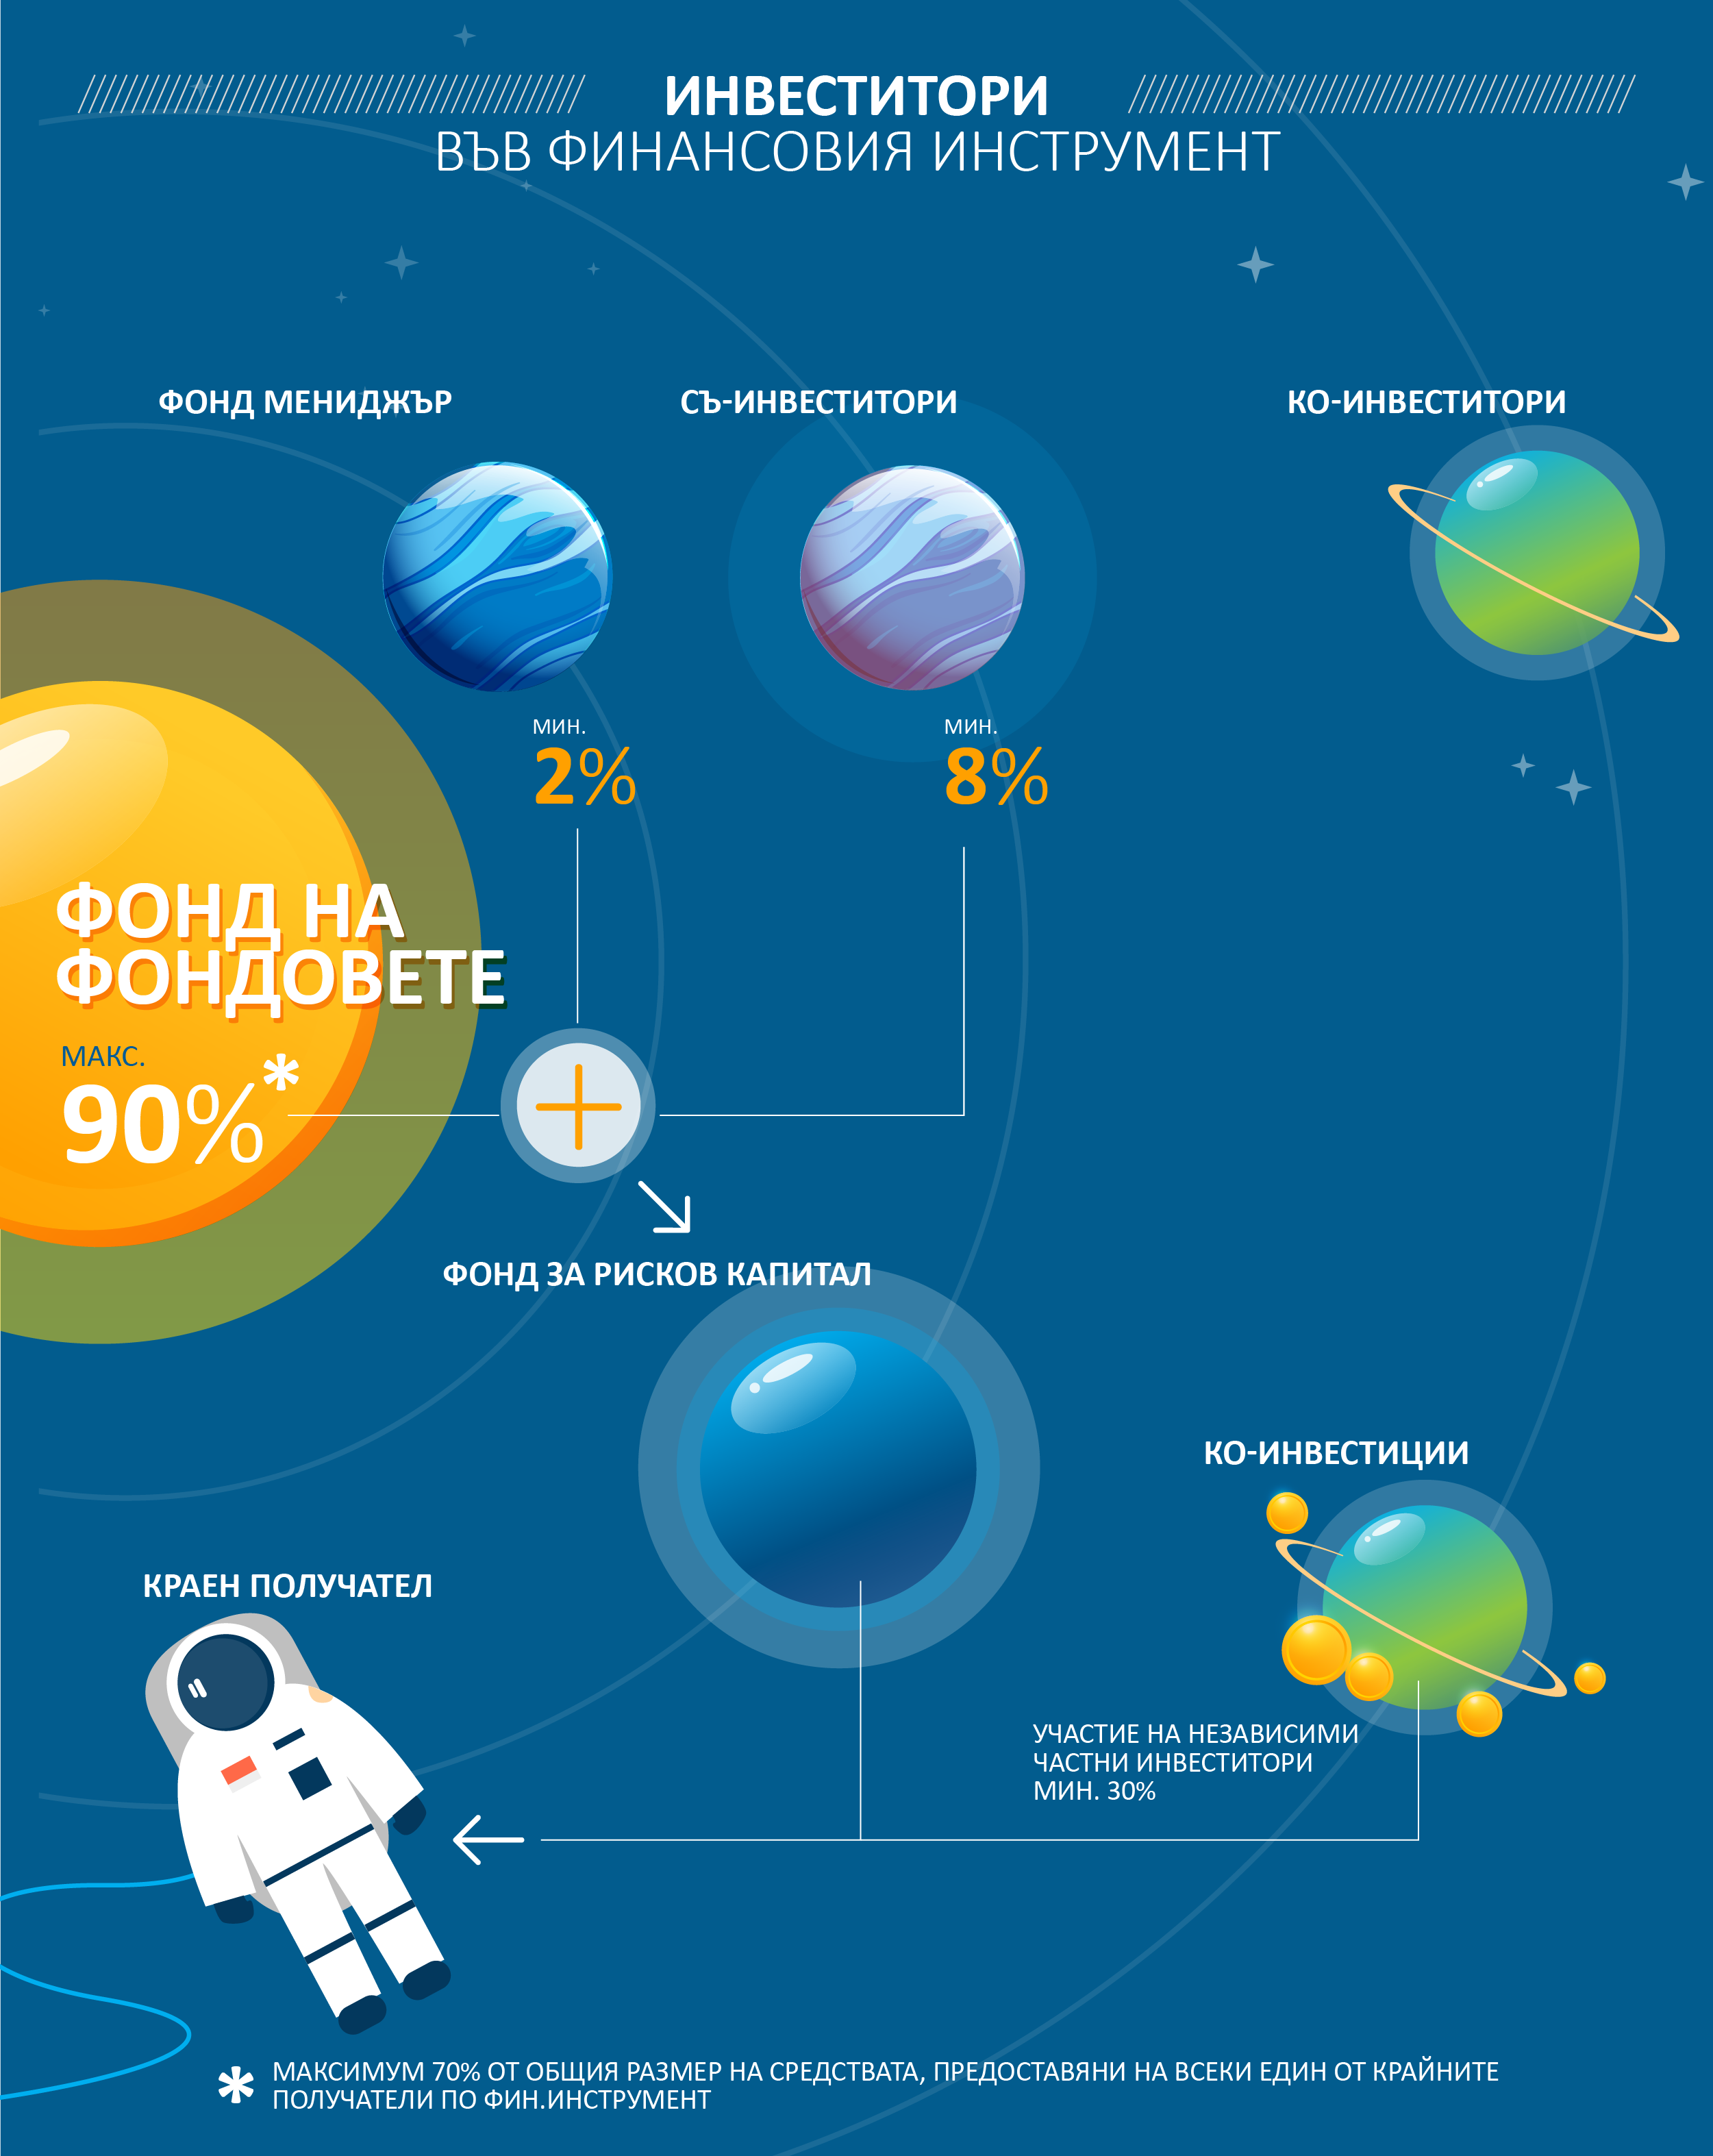 ИНВЕСТИТОРИ
ВЪВ ФИНАНСОВИЯ ИНСТРУМЕНТ
ФОНД МЕНИДЖЪР
СЪ-ИНВЕСТИТОРИ
КО-ИНВЕСТИТОРИ
МИН.
2%
МИН.
8%
ФОНД НА
ФОНДОВЕТЕ
МАКС.
90%*
ФОНД ЗА РИСКОВ КАПИТАЛ
КО-ИНВЕСТИЦИИ
КРАЕН ПОЛУЧАТЕЛ
УЧАСТИЕ НА НЕЗАВИСИМИ
ЧАСТНИ ИНВЕСТИТОРИ
МИН. 30%
* МАКСИМУМ 70% ОТ ОБЩИЯ РАЗМЕР НА СРЕДСТВАТА, ПРЕДОСТАВЯНИ НА ВСЕКИ ЕДИН ОТ КРАЙНИТЕ
ПОЛУЧАТЕЛИ ПО ФИН.ИНСТРУМЕНТ